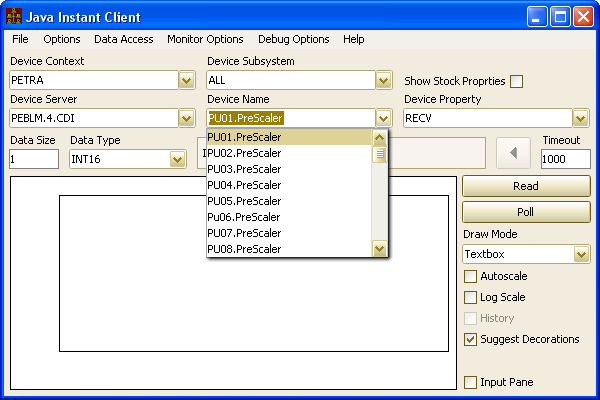 Java Instant Client
File Options Data Access Monitor Options Debug Options Help
Device Context Device Subsystem
PETRA ALL Show Stock Proprties
Device Server Device Name Device Property
PEBLM.4.CDI PU01.PreScaler RECV
Data Size Data Type Timeout
1 INT16 1000
PU01.PreScaler
PU02.PreScaler
PU03.PreScaler
PU04.PreScaler
PU05.PreScaler
Pu06.PreScaler
PU07.PreScaler
PU08.PreScaler
Read
Poll
Draw Mode
Textbox
Autoscale
Log Scale
History
Suggest Decorations
Input Pane